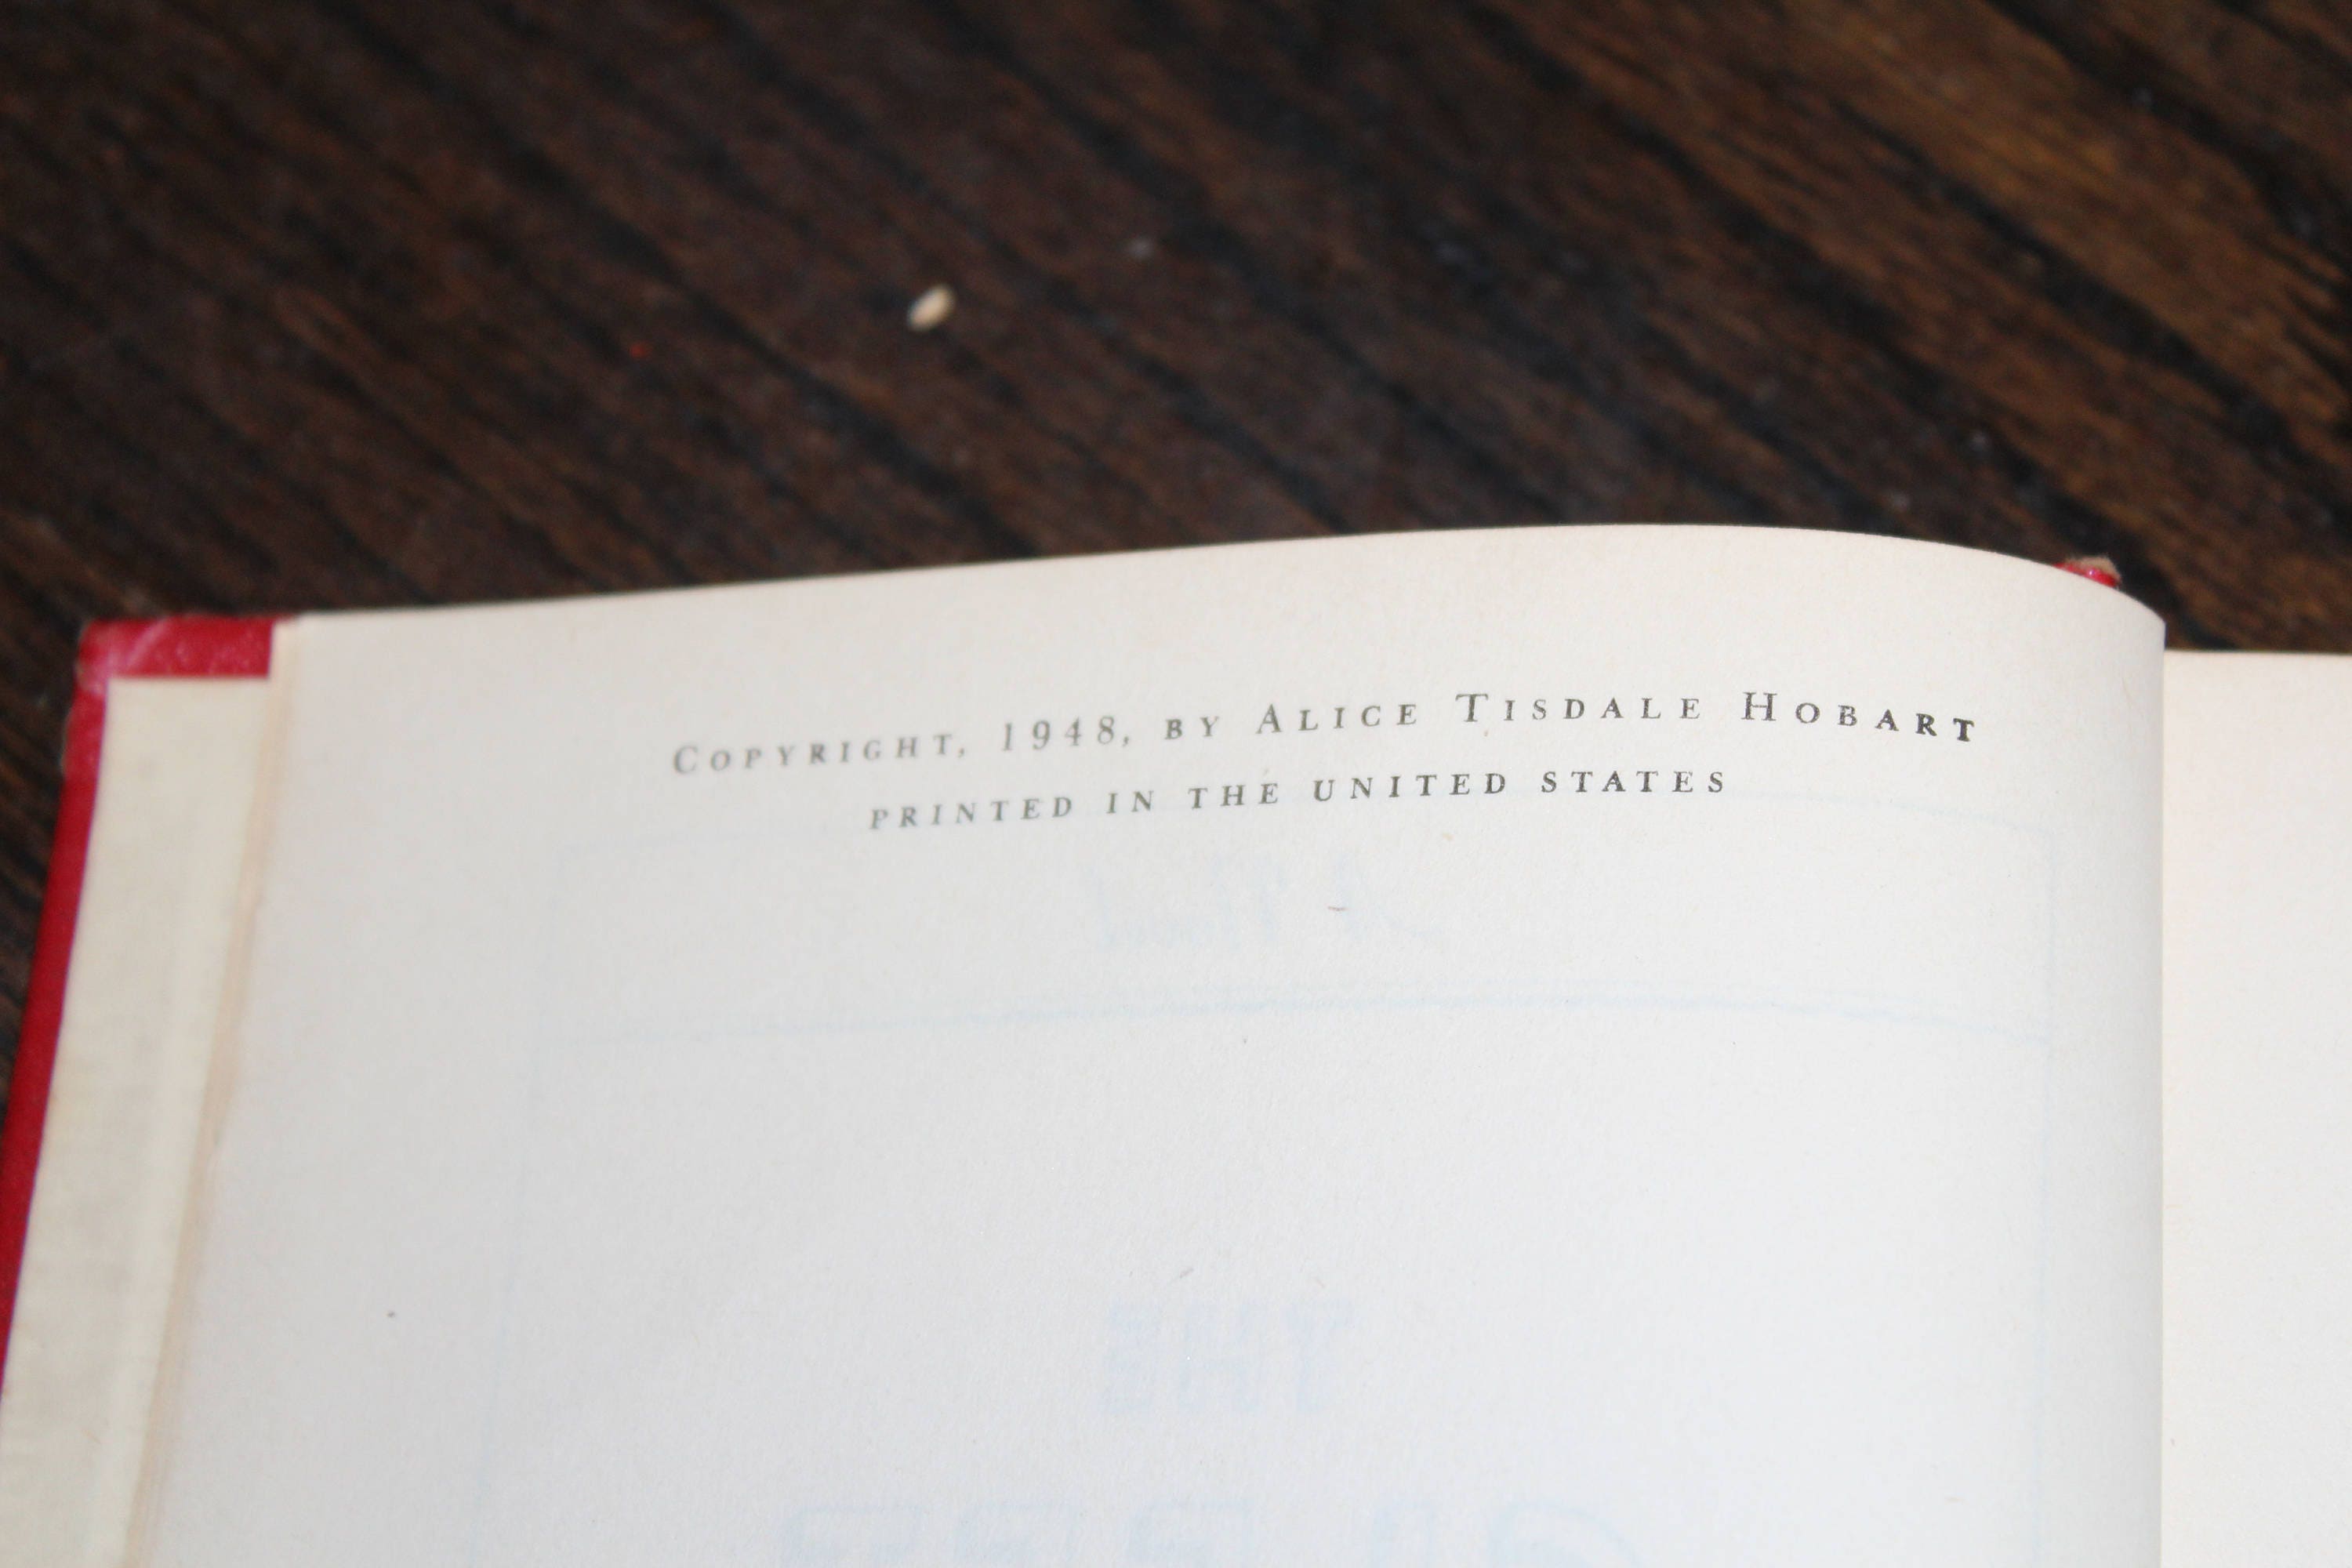 COPYRIGHT, 1948, BY ALICE TISDALE HOBART
PRINTED IN THE UNITED STATES